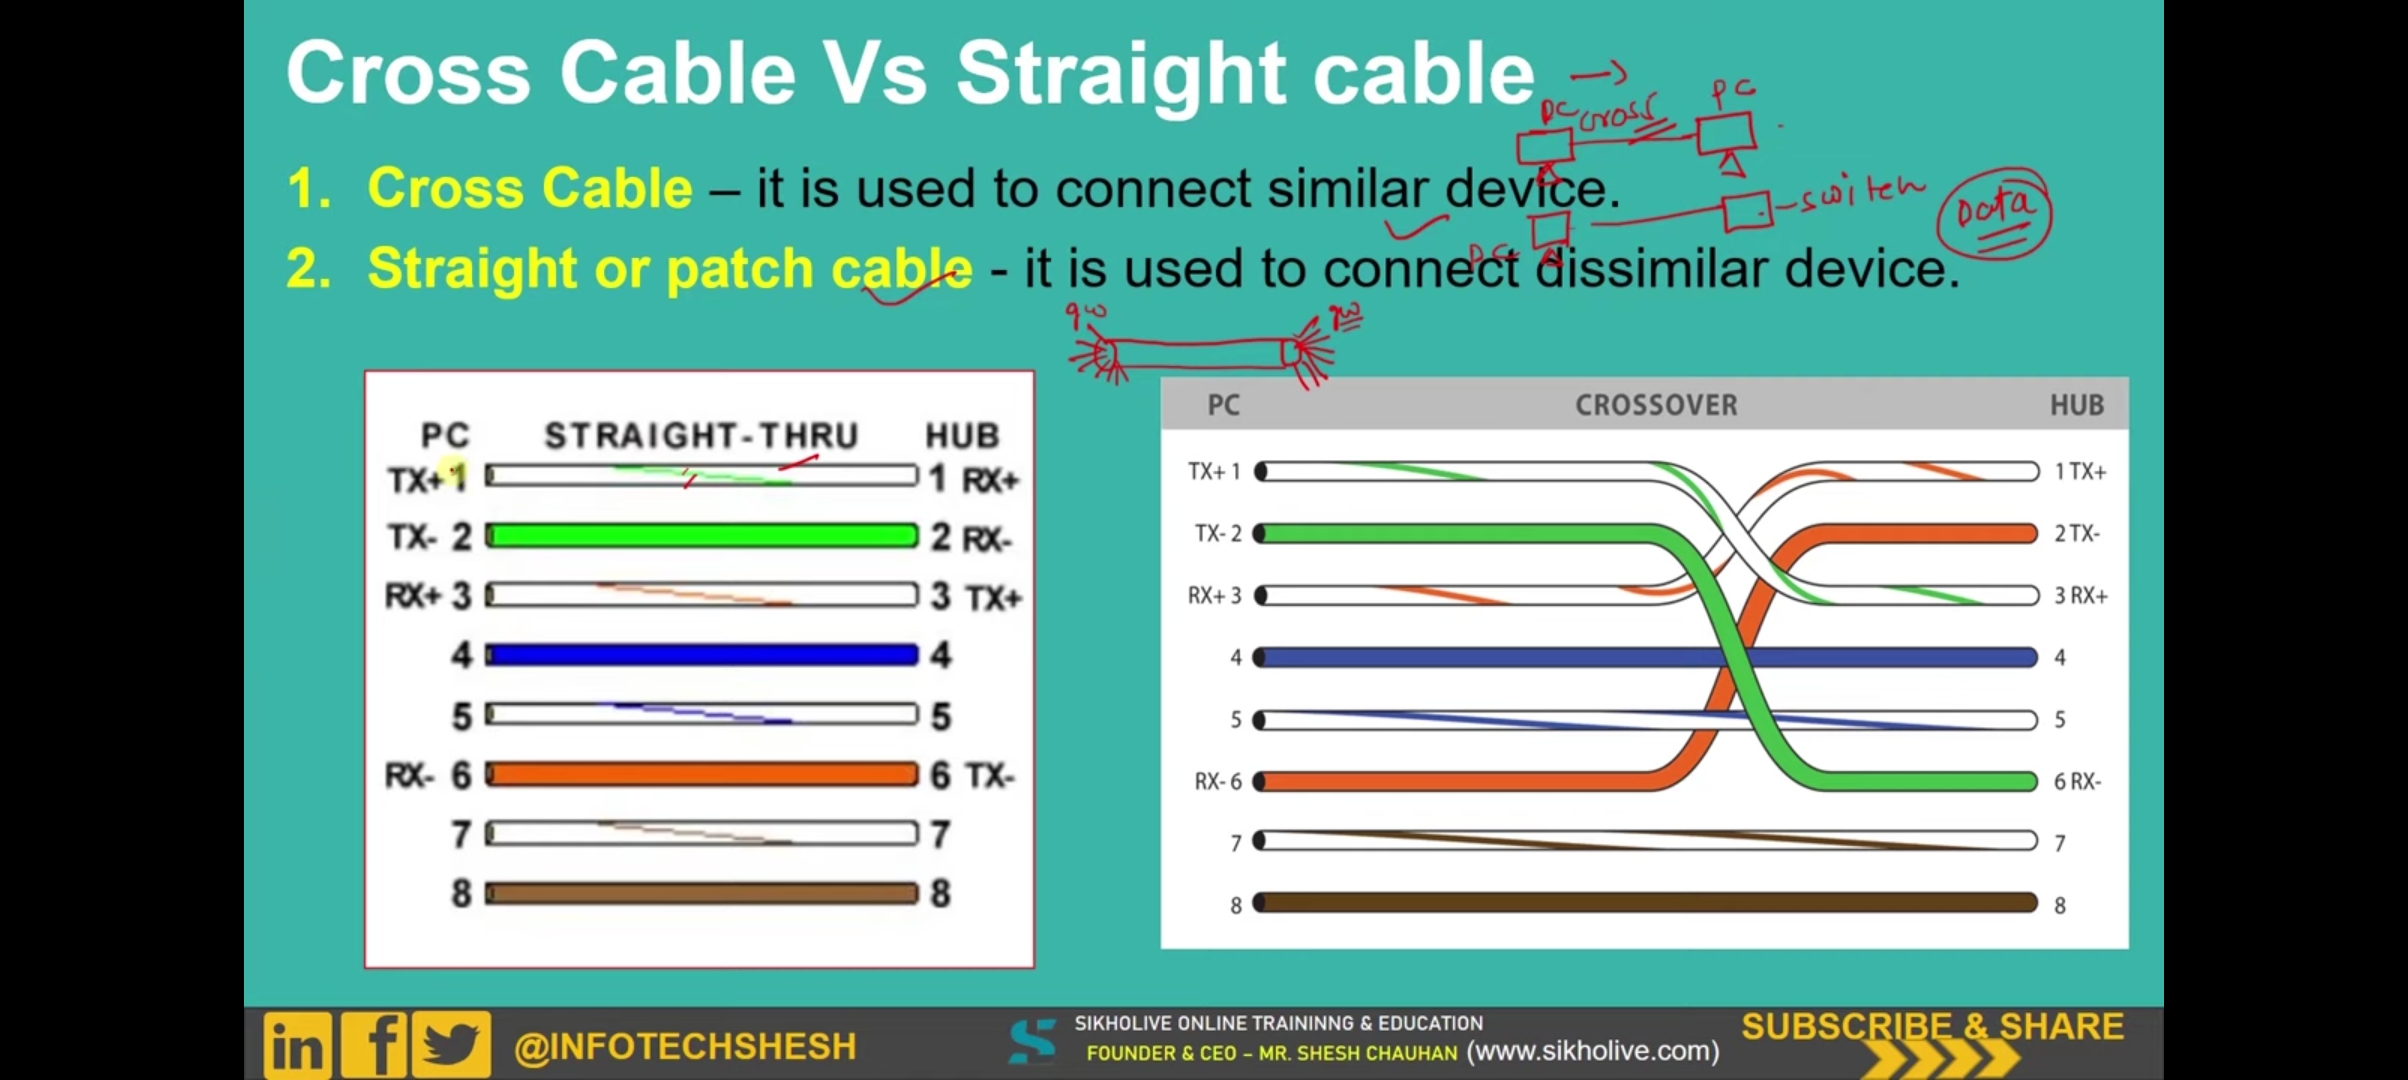 Cross Cable Vs Straight cable
PC cross PC
1. Cross Cable – it is used to connect similar device.
PC switch
Data
2. Straight or patch cable - it is used to connect dissimilar device.
gw gw
PC STRAIGHT-THRU HUB
TX+ 1 1 RX+
TX- 2 2 RX-
RX+ 3 3 TX+
4 4
5 5
RX- 6 6 TX-
7 7
8 8
PC CROSSOVER HUB
TX+ 1 1 TX+
TX- 2 2 TX-
RX+ 3 3 RX+
4 4
5 5
RX- 6 6 RX-
7 7
8 8
in f @INFOTECHSHESH
S
SIKHOLIVE ONLINE TRAININNG & EDUCATION
FOUNDER & CEO – MR. SHESH CHAUHAN (www.sikholive.com)
SUBSCRIBE & SHARE